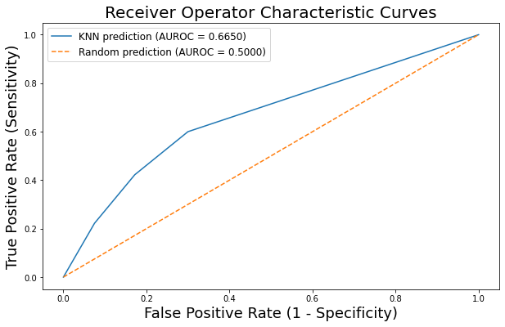 Receiver Operator Characteristic Curves
KNN prediction (AUROC = 0.6650)
Random prediction (AUROC = 0.5000)
True Positive Rate (Sensitivity)
1.0
0.8
0.6
0.4
0.2
0.0
0.0
0.2
0.4
0.6
0.8
1.0
False Positive Rate (1 - Specificity)